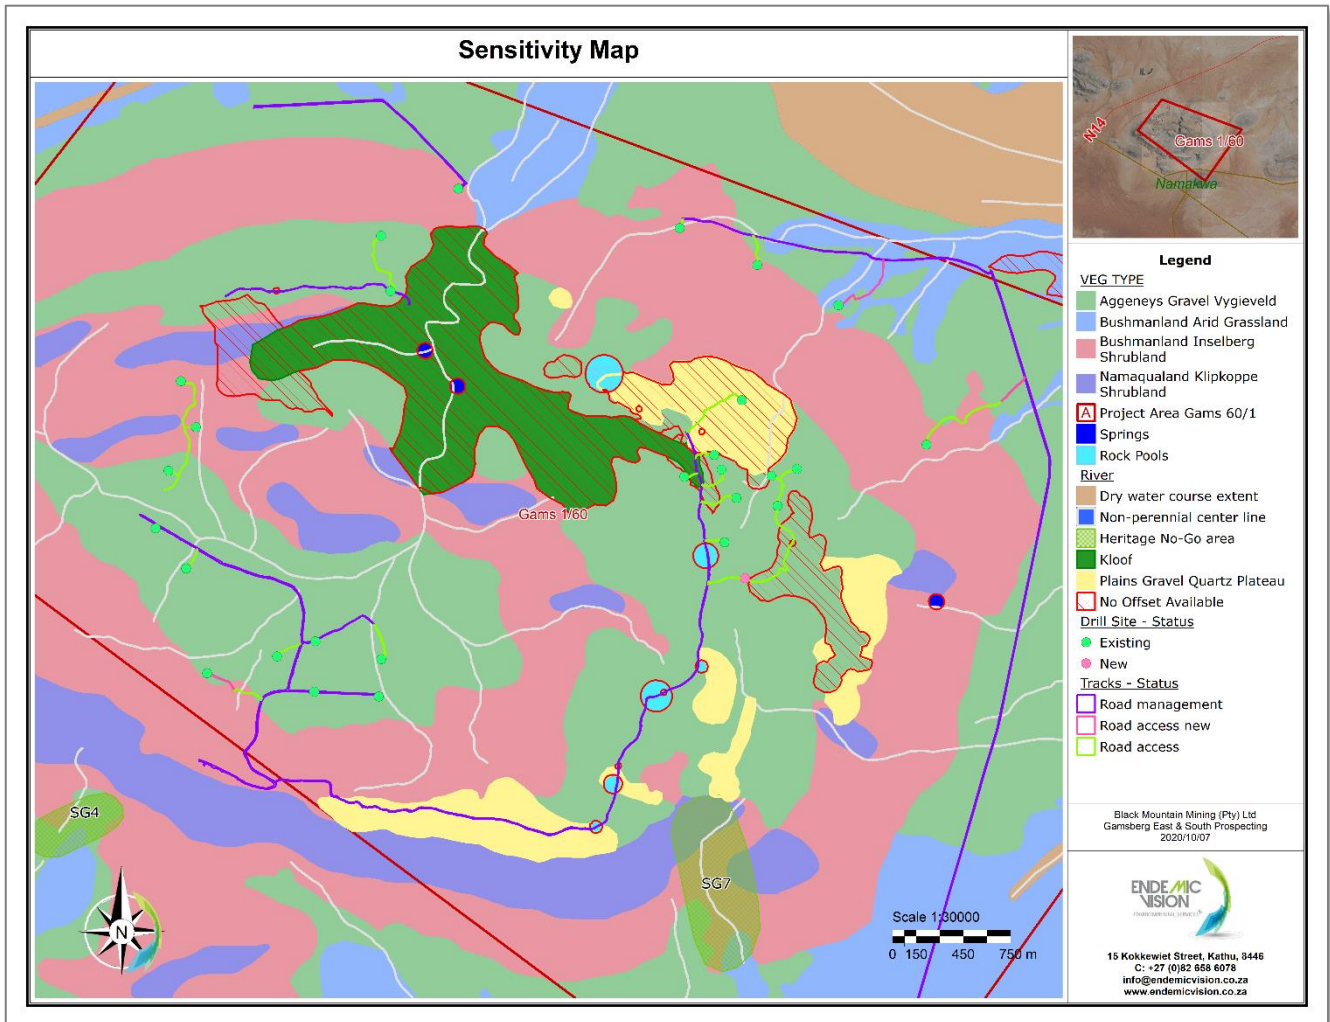 Sensitivity Map
N14
Gams 1/60
Namakwa
Legend
VEG TYPE
Aggeneys Gravel Vygieveld
Bushmanland Arid Grassland
Bushmanland Inselberg
Shrubland
Namaqualand Klipkoppe
Shrubland
A Project Area Gams 60/1
Springs
Rock Pools
River
Dry water course extent
Non-perennial center line
Heritage No-Go area
Kloof
Plains Gravel Quartz Plateau
No Offset Available
Drill Site - Status
Existing
New
Tracks - Status
Road management
Road access new
Road access
Gams 1/60
SG4
SG7
N
Scale 1:30000
0 150 450 750 m
Black Mountain Mining (Pty) Ltd
Gamsberg East & South Prospecting
2020/10/07
ENDEMIC
VISION
ENVIRONMENTAL SERVICES
15 Kokkewiet Street, Kathu, 8446
C: +27 (0)82 658 6078
info@endemicvision.co.za
www.endemicvision.co.za